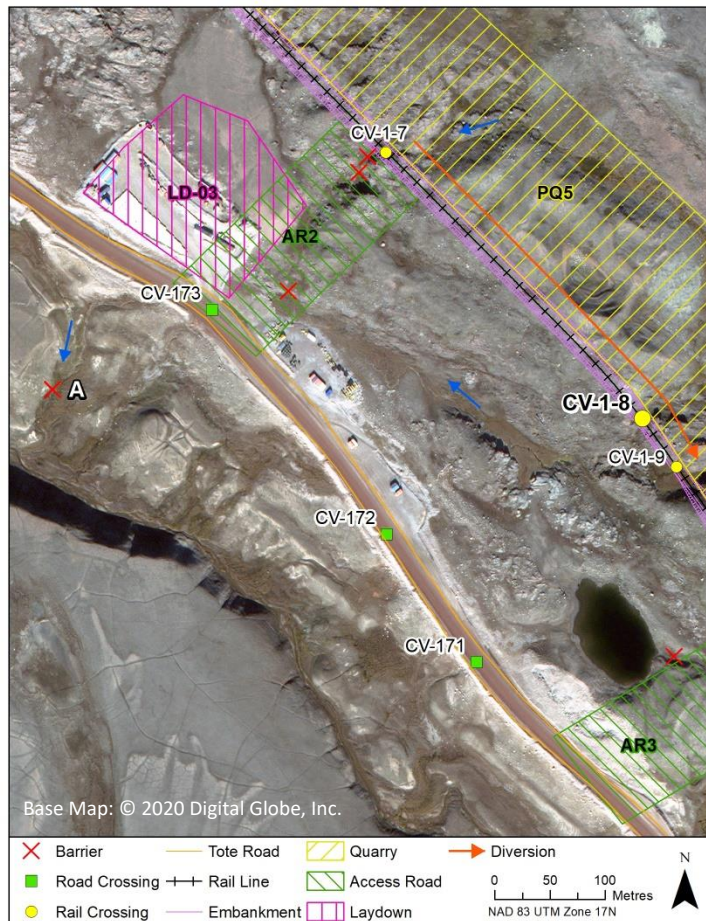 CV-1-7
LD-03
PQ5
AR2
CV-173
A
CV-1-8
CV-1-9
CV-172
CV-171
AR3
Base Map: © 2020 Digital Globe, Inc.
Barrier
Tote Road
Quarry
Diversion
N
Road Crossing
Rail Line
Access Road
0 50 100
Metres
Rail Crossing
Embankment
Laydown
NAD 83 UTM Zone 17N